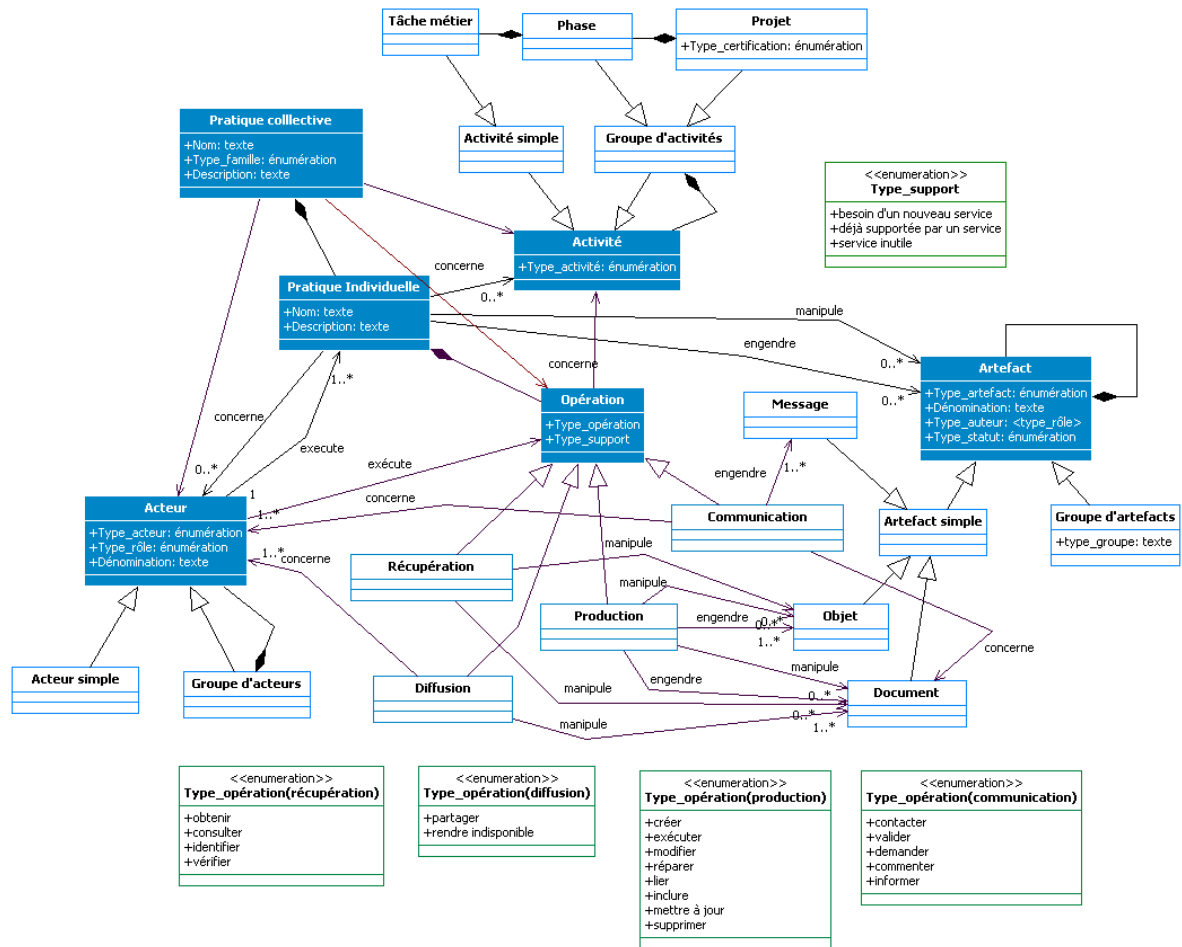 Tâche métier
Phase
Projet
+Type_certification: énumération
Pratique colllective
+Nom: texte
+Type_famille: énumération
+Description: texte
Activité simple
Groupe d'activités
<<enumeration>>
Type_support
+besoin d'un nouveau service
+déjà supportée par un service
+service inutile
Activité
+Type_activité: énumération
concerne
0..*
Pratique Individuelle
+Nom: texte
+Description: texte
manipule
engendre
0..*
0..*
Artefact
+Type_artefact: énumération
+Dénomination: texte
+Type_auteur: <type_rôle>
+Type_statut: énumération
concerne
1..*
Opération
+Type_opération
+Type_support
Message
concerne
execute
0..*
exécute
engendre
1..*
1
1..*
concerne
Acteur
+Type_acteur: énumération
+Type_rôle: énumération
+Dénomination: texte
Communication
Artefact simple
Groupe d'artefacts
+type_groupe: texte
1..*
concerne
Récupération
manipule
manipule
Production
engendre
0..*
0..*
1..*
Objet
concerne
Acteur simple
Groupe d'acteurs
Diffusion
manipule
engendre
manipule
manipule
0..*
0..*
1..*
Document
<<enumeration>>
Type_opération(récupération)
+obtenir
+consulter
+identifier
+vérifier
<<enumeration>>
Type_opération(diffusion)
+partager
+rendre indisponible
<<enumeration>>
Type_opération(production)
+créer
+exécuter
+modifier
+réparer
+lier
+inclure
+mettre à jour
+supprimer
<<enumeration>>
Type_opération(communication)
+contacter
+valider
+demander
+commenter
+informer